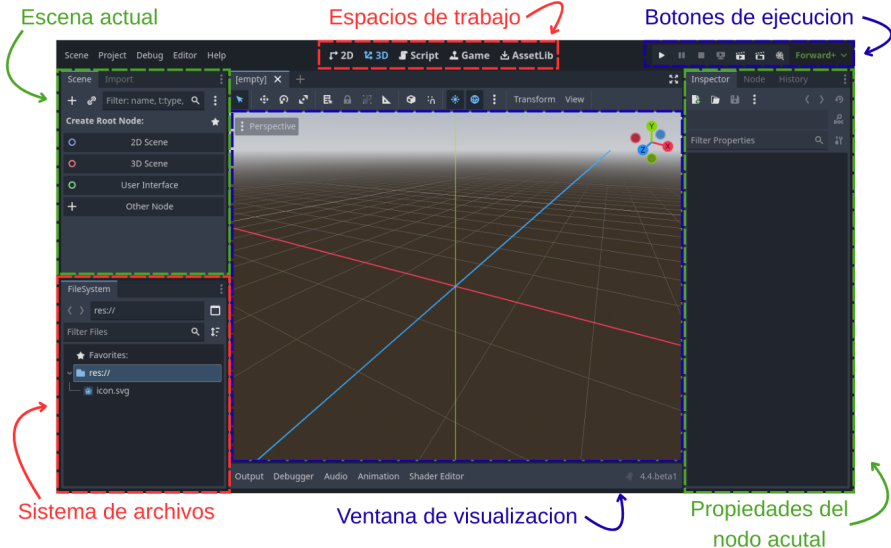 Escena actual
Espacios de trabajo
Botones de ejecucion
Scene Project Debug Editor Help
2D 3D Script Game AssetLib
Forward+
Scene Import
[empty]
Inspector Node History
Filter: name, t:type,
Transform View
Create Root Node:
Perspective
Y
X
Z
DOC
Filter Properties
2D Scene
3D Scene
User Interface
Other Node
FileSystem
res://
Filter Files
Favorites:
res://
icon.svg
Output Debugger Audio Animation Shader Editor
4.4.beta1
Sistema de archivos
Ventana de visualizacion
Propiedades del
nodo acutal